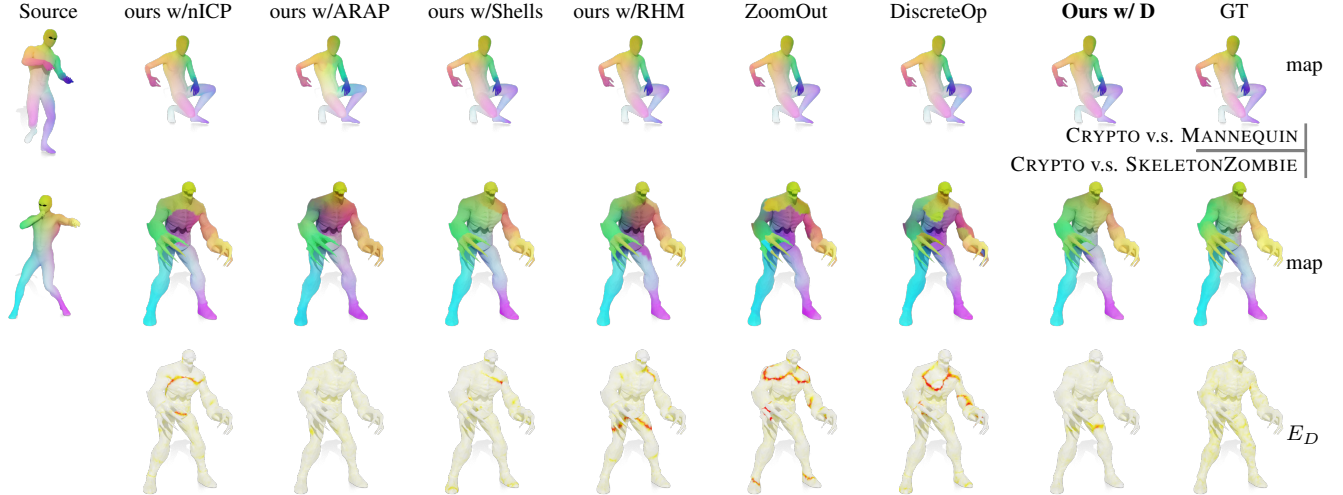 Source ours w/nICP ours w/ARAP ours w/Shells ours w/RHM ZoomOut DiscreteOp Ours w/ D GT
map
CRYPTO v.s. MANNEQUIN
CRYPTO v.s. SKELETONZOMBIE
map
E_D